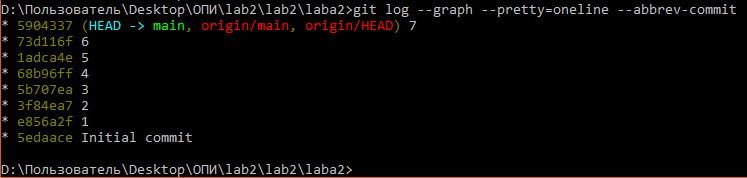 D:\Пользователь\Desktop\ОПИ\lab2\lab2\laba2>git log --graph --pretty=oneline --abbrev-commit
* 5904337 (HEAD -> main, origin/main, origin/HEAD) 7
* 73d116f 6
* 1adca4e 5
* 68b96ff 4
* 5b707ea 3
* 3f84ea7 2
* e856a2f 1
* 5edaace Initial commit
D:\Пользователь\Desktop\ОПИ\lab2\lab2\laba2>